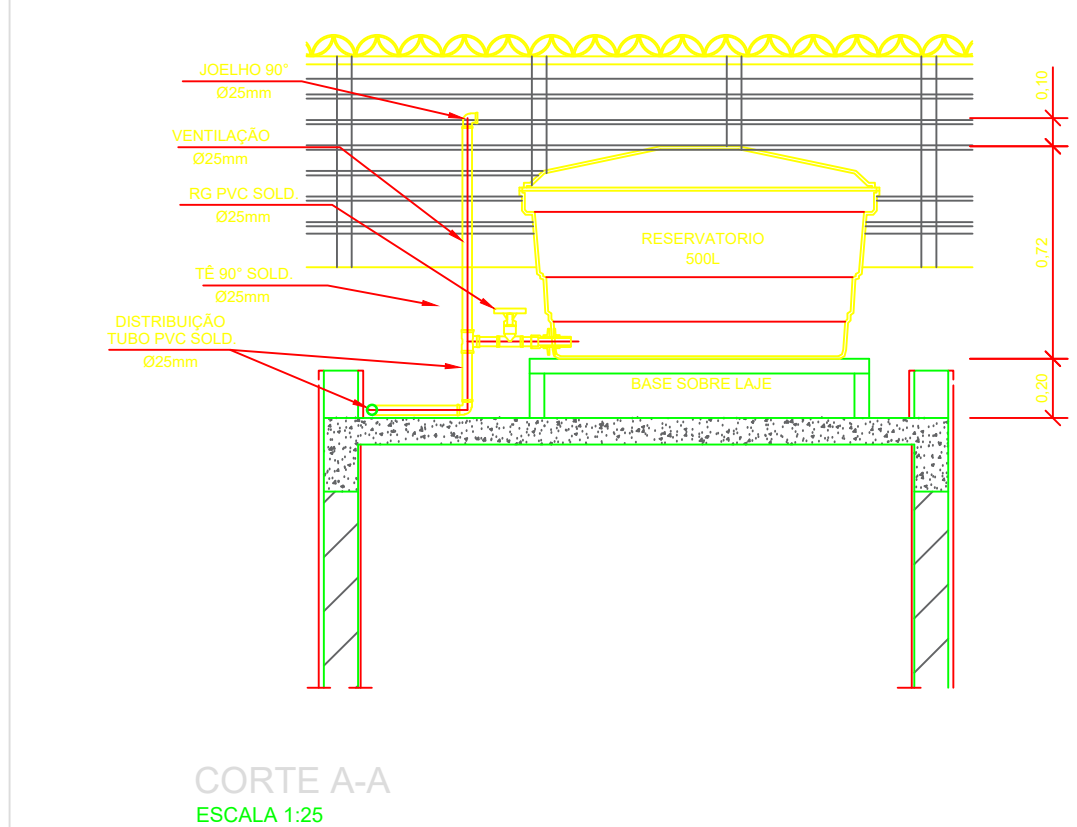 JOELHO 90°
Ø25mm
VENTILAÇÃO
Ø25mm
RG PVC SOLD.
Ø25mm
TÊ 90° SOLD.
Ø25mm
DISTRIBUIÇÃO
TUBO PVC SOLD.
Ø25mm
RESERVATORIO
500L
BASE SOBRE LAJE
0,10
0,72
0,20
CORTE A-A
ESCALA 1:25